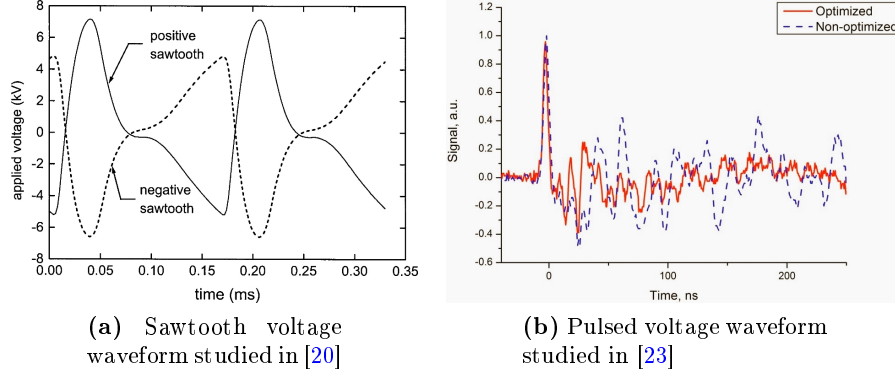 8
6
4
2
0
-2
-4
-6
-8
applied voltage (kV)
positive
sawtooth
negative
sawtooth
0.00 0.05 0.10 0.15 0.20 0.25 0.30 0.35
time (ms)
(a) Sawtooth voltage
waveform studied in [20]
Optimized
Non-optimized
1.2
1.0
0.8
0.6
0.4
0.2
0.0
-0.2
-0.4
-0.6
Signal, a.u.
0 100 200
Time, ns
(b) Pulsed voltage waveform
studied in [23]